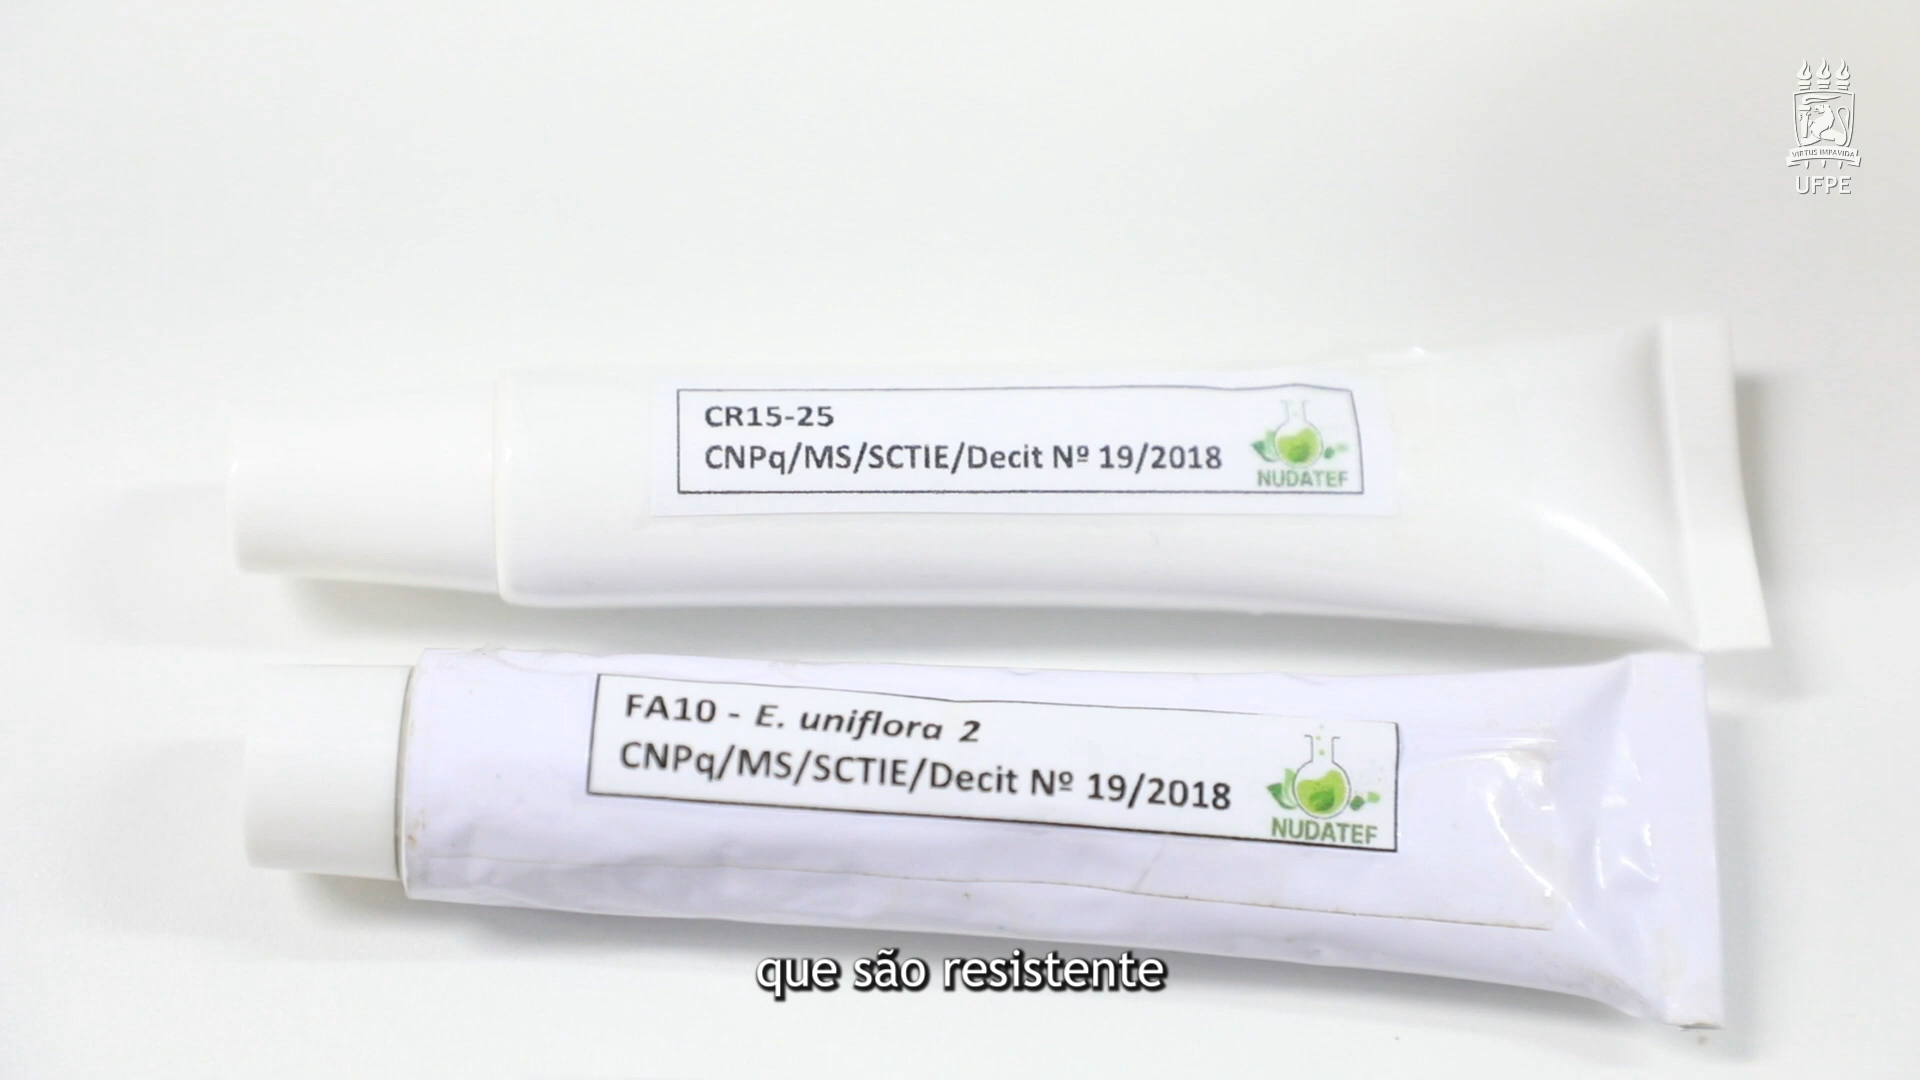 VIRTUS IMPAVIDA
UFPE
CR15-25
CNPq/MS/SCTIE/Decit Nº 19/2018
NUDATEF
FA10 - E. uniflora 2
CNPq/MS/SCTIE/Decit Nº 19/2018
NUDATEF
que são resistente